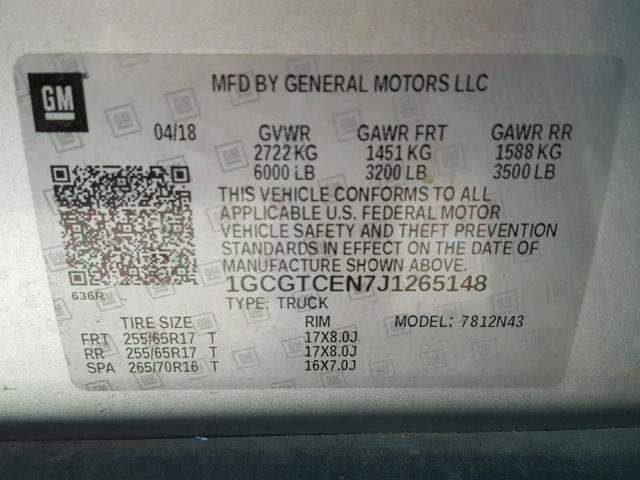 GM
MFD BY GENERAL MOTORS LLC
04/18 GVWR GAWR FRT GAWR RR
2722 KG 1451 KG 1588 KG
6000 LB 3200 LB 3500 LB
THIS VEHICLE CONFORMS TO ALL
APPLICABLE U.S. FEDERAL MOTOR
VEHICLE SAFETY AND THEFT PREVENTION
STANDARDS IN EFFECT ON THE DATE OF
MANUFACTURE SHOWN ABOVE.
636R
1GCGTCEN7J1265148
TYPE: TRUCK
TIRE SIZE RIM MODEL: 7812N43
FRT 255/65R17 T 17X8.0J
RR 255/65R17 T 17X8.0J
SPA 265/70R16 T 16X7.0J